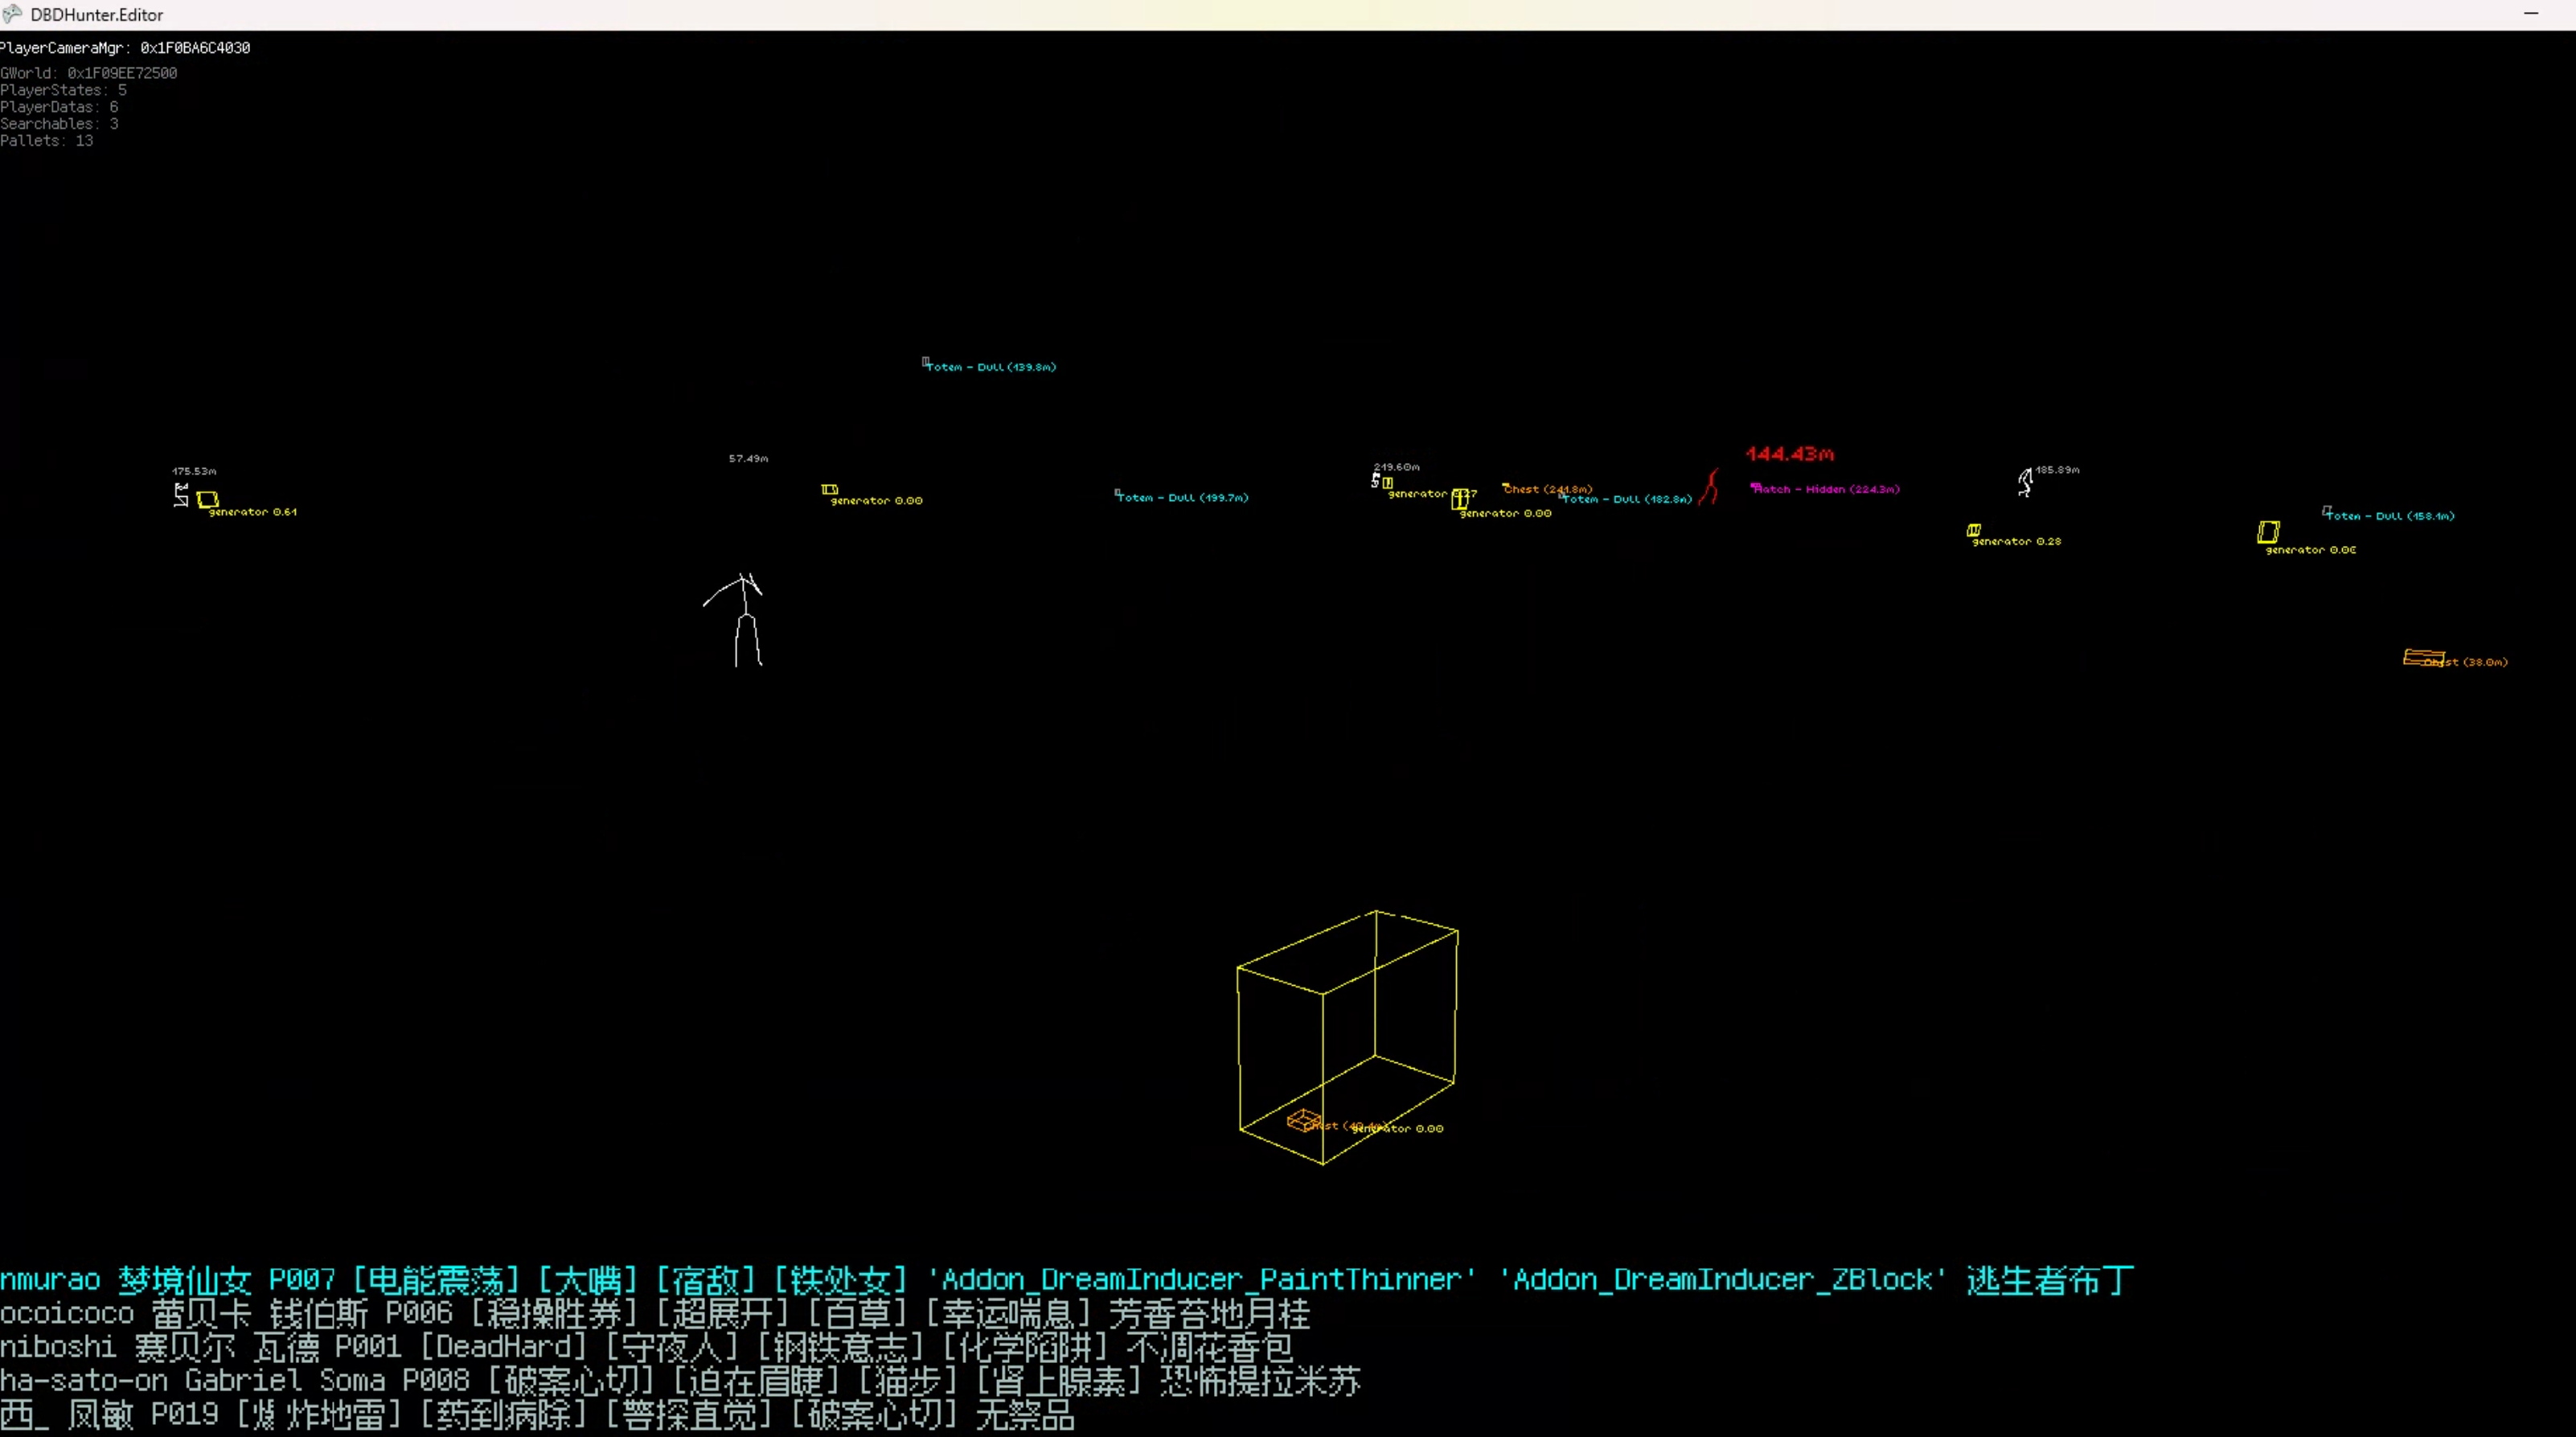 DBDHunter.Editor
PlayerCameraMgr: 0x1F0BA6C4030
GWorld: 0x1F09EE72500
PlayerStates: 5
PlayerDatas: 6
Searchables: 3
Pallets: 13
Totem - Dull (139.8m)
175.53m
57.49m
219.60m
144.43m
185.89m
generator 0.61
generator 0.00
Totem - Dull (199.7m)
generator
generator 0.00
Chest (241.8m)
Totem - Dull (182.8m)
Hatch - Hidden (224.3m)
generator 0.28
Totem - Dull (158.1m)
generator
Chest (38.0m)
generator 0.00
nmurao 梦境仙女 P007 [电能震荡] [大嘴] [宿敌] [铁处女] 'Addon_DreamInducer_PaintThinner' 'Addon_DreamInducer_ZBlock' 逃生者布丁
ocoicoco 蕾贝卡 钱伯斯 P006 [稳操胜券] [超展开] [百草] [幸运喘息] 芳香苔地月桂
niboshi 赛贝尔 瓦德 P001 [DeadHard] [守夜人] [钢铁意志] [化学陷阱] 不凋花香包
ha-sato-on Gabriel Soma P008 [破案心切] [迫在眉睫] [猫步] [肾上腺素] 恐怖提拉米苏
西_ 凤敏 P019 [爆炸地雷] [药到病除] [警探直觉] [破案心切] 无祭品